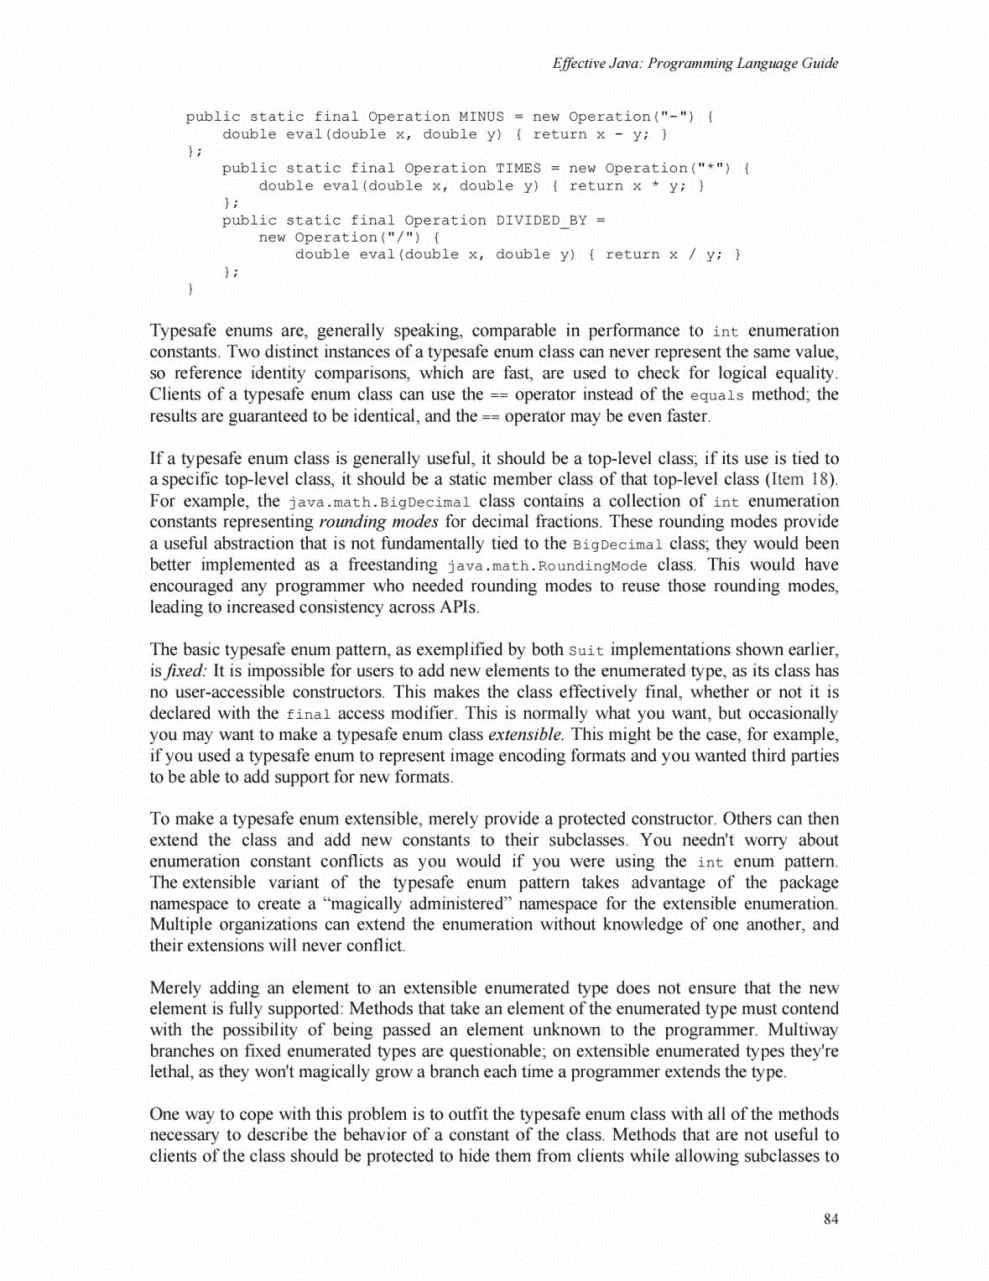 Effective Java: Programming Language Guide
public static final Operation MINUS = new Operation("-") {
double eval(double x, double y) { return x - y; }
};
public static final Operation TIMES = new Operation("*") {
double eval(double x, double y) { return x * y; }
};
public static final Operation DIVIDED_BY =
new Operation("/") {
double eval(double x, double y) { return x / y; }
};
}
Typesafe enums are, generally speaking, comparable in performance to int enumeration
constants. Two distinct instances of a typesafe enum class can never represent the same value,
so reference identity comparisons, which are fast, are used to check for logical equality.
Clients of a typesafe enum class can use the == operator instead of the equals method; the
results are guaranteed to be identical, and the == operator may be even faster.
If a typesafe enum class is generally useful, it should be a top-level class; if its use is tied to
a specific top-level class, it should be a static member class of that top-level class (Item 18).
For example, the java.math.BigDecimal class contains a collection of int enumeration
constants representing rounding modes for decimal fractions. These rounding modes provide
a useful abstraction that is not fundamentally tied to the BigDecimal class; they would been
better implemented as a freestanding java.math.RoundingMode class. This would have
encouraged any programmer who needed rounding modes to reuse those rounding modes,
leading to increased consistency across APIs.
The basic typesafe enum pattern, as exemplified by both Suit implementations shown earlier,
is fixed: It is impossible for users to add new elements to the enumerated type, as its class has
no user-accessible constructors. This makes the class effectively final, whether or not it is
declared with the final access modifier. This is normally what you want, but occasionally
you may want to make a typesafe enum class extensible. This might be the case, for example,
if you used a typesafe enum to represent image encoding formats and you wanted third parties
to be able to add support for new formats.
To make a typesafe enum extensible, merely provide a protected constructor. Others can then
extend the class and add new constants to their subclasses. You needn't worry about
enumeration constant conflicts as you would if you were using the int enum pattern.
The extensible variant of the typesafe enum pattern takes advantage of the package
namespace to create a “magically administered” namespace for the extensible enumeration.
Multiple organizations can extend the enumeration without knowledge of one another, and
their extensions will never conflict.
Merely adding an element to an extensible enumerated type does not ensure that the new
element is fully supported: Methods that take an element of the enumerated type must contend
with the possibility of being passed an element unknown to the programmer. Multiway
branches on fixed enumerated types are questionable; on extensible enumerated types they're
lethal, as they won't magically grow a branch each time a programmer extends the type.
One way to cope with this problem is to outfit the typesafe enum class with all of the methods
necessary to describe the behavior of a constant of the class. Methods that are not useful to
clients of the class should be protected to hide them from clients while allowing subclasses to
84